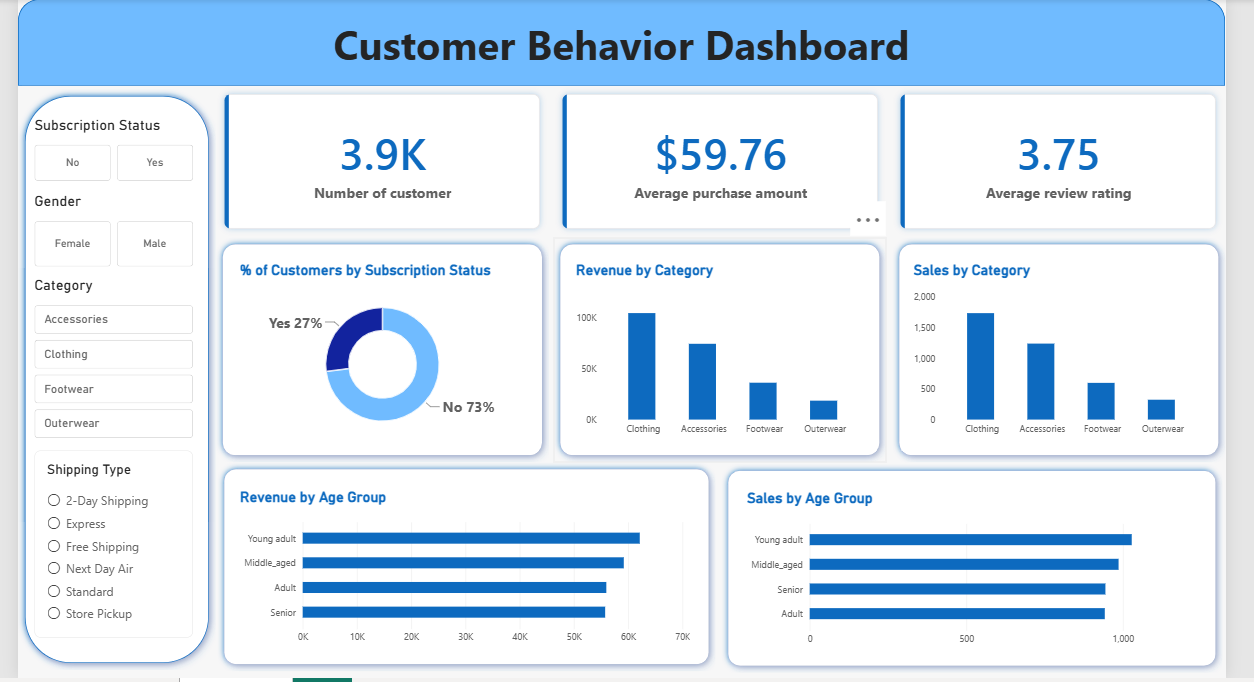 Customer Behavior Dashboard
Subscription Status
No
Yes
Gender
Female
Male
Category
Accessories
Clothing
Footwear
Outerwear
Shipping Type
2-Day Shipping
Express
Free Shipping
Next Day Air
Standard
Store Pickup
3.9K
Number of customer
$59.76
Average purchase amount
3.75
Average review rating
% of Customers by Subscription Status
Yes 27%
No 73%
Revenue by Category
100K
50K
0K
Clothing Accessories Footwear Outerwear
Sales by Category
2,000
1,500
1,000
500
0
Clothing Accessories Footwear Outerwear
Revenue by Age Group
Young adult
Middle_aged
Adult
Senior
0K 10K 20K 30K 40K 50K 60K 70K
Sales by Age Group
Young adult
Middle_aged
Senior
Adult
0 500 1,000